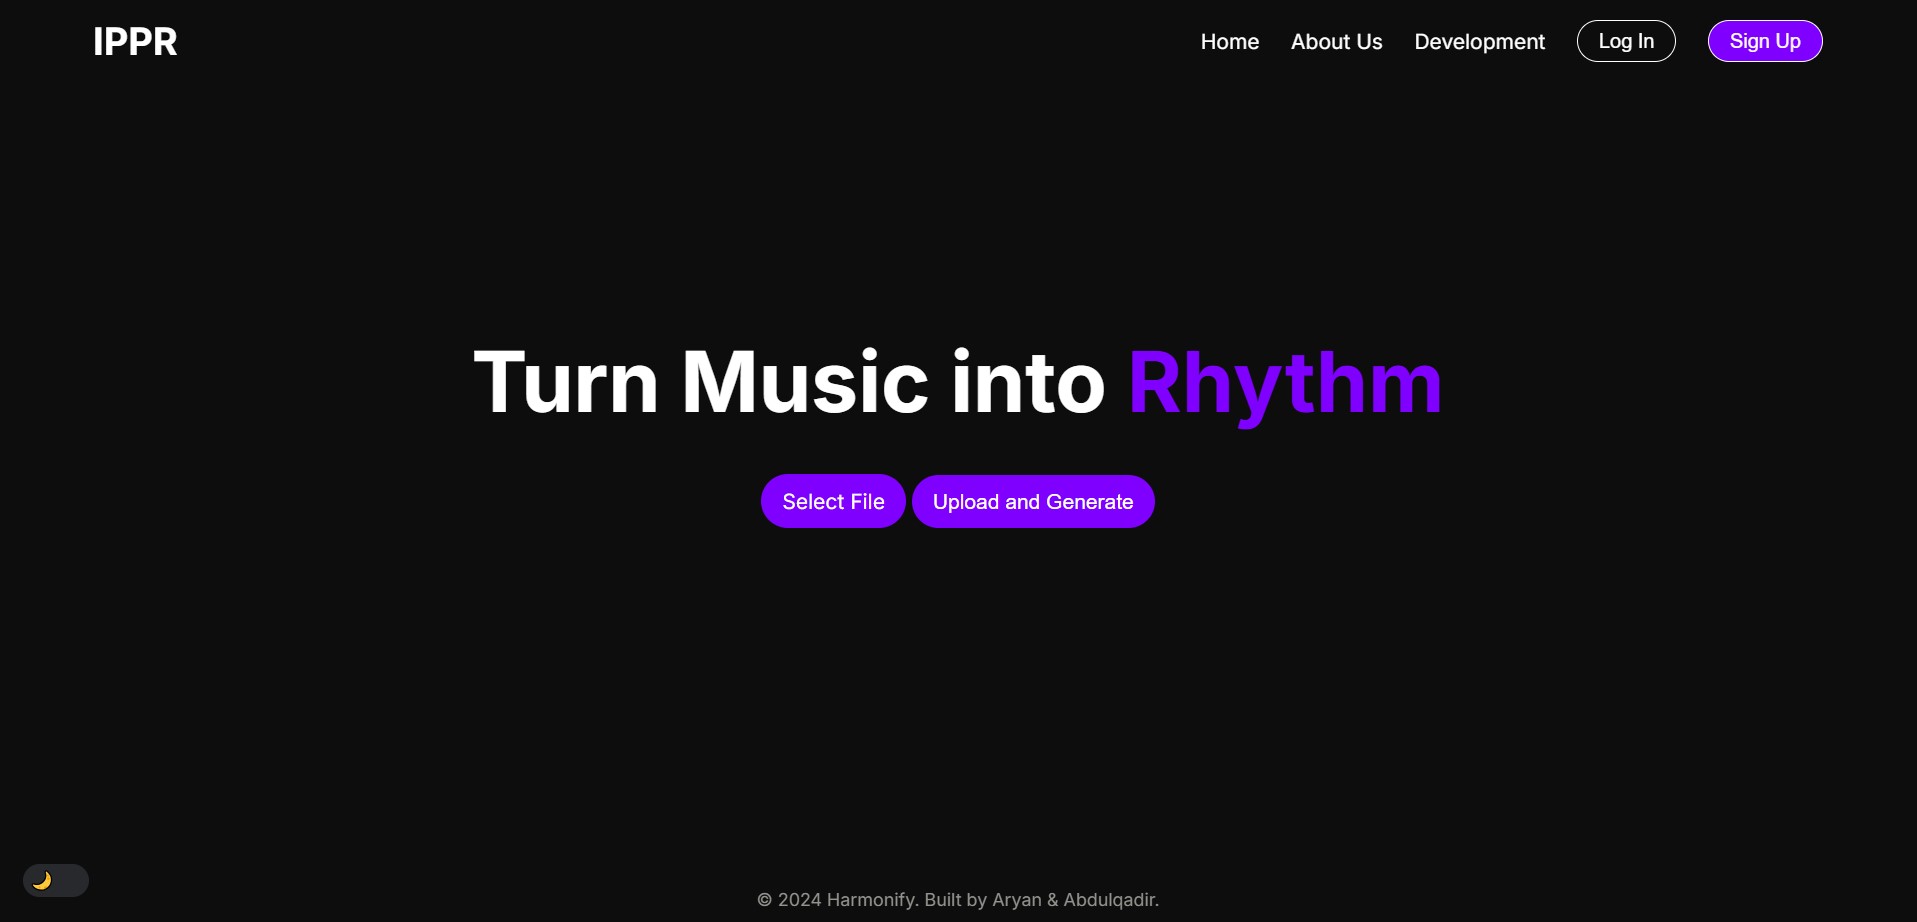 IPPR
Home About Us Development Log In Sign Up
Turn Music into Rhythm
Select File Upload and Generate
© 2024 Harmonify. Built by Aryan & Abdulqadir.